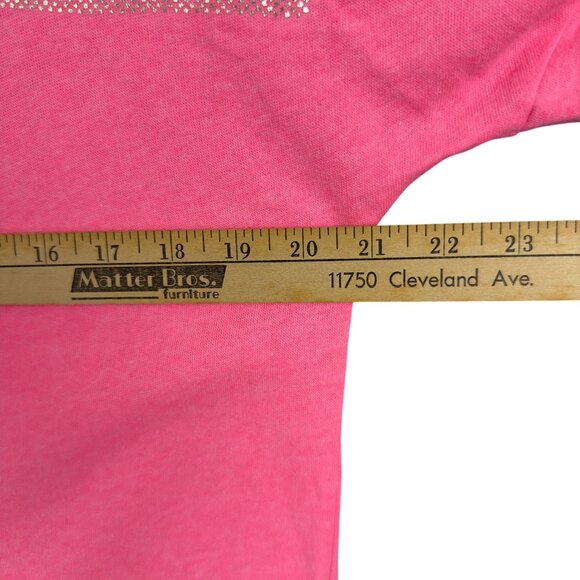 16 17 18 19 20 21 22 23
Matter Bros. 11750 Cleveland Ave.
furniture